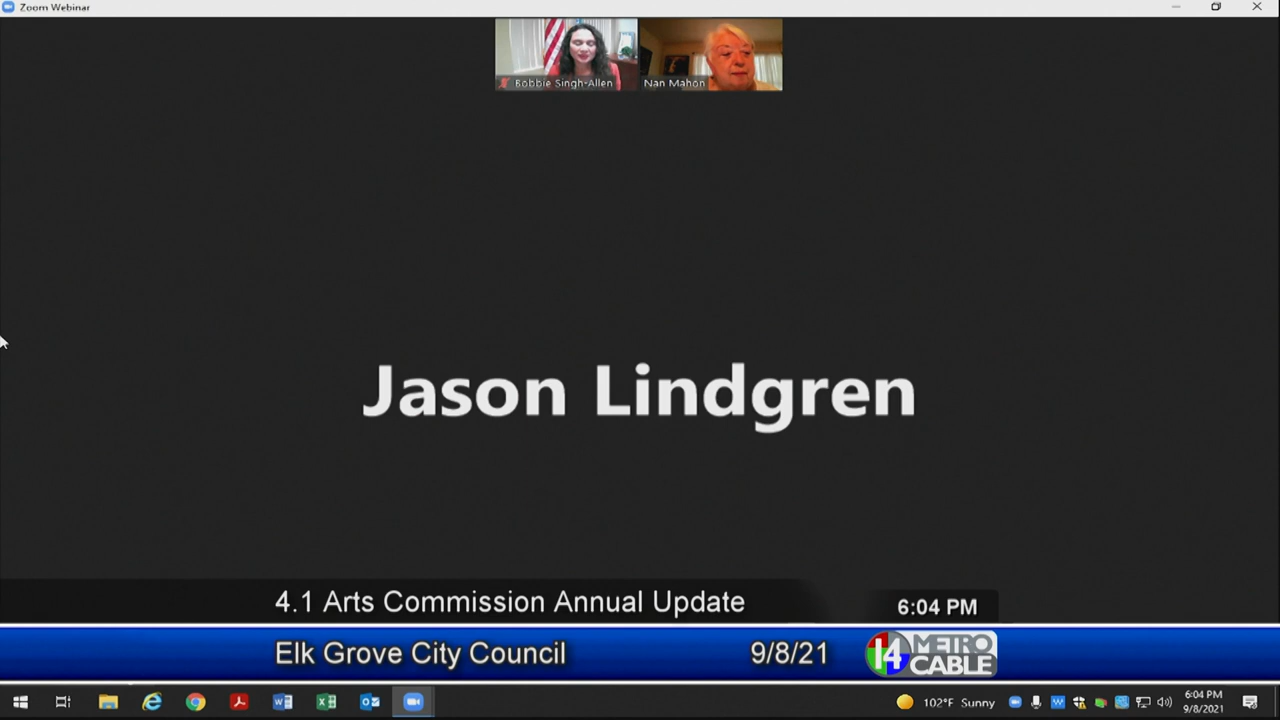 Zoom Webinar
Bobbie Singh-Allen
Nan Mahon
Jason Lindgren
4.1 Arts Commission Annual Update
6:04 PM
Elk Grove City Council
9/8/21
14 METRO CABLE
102°F Sunny
6:04 PM
9/8/2021